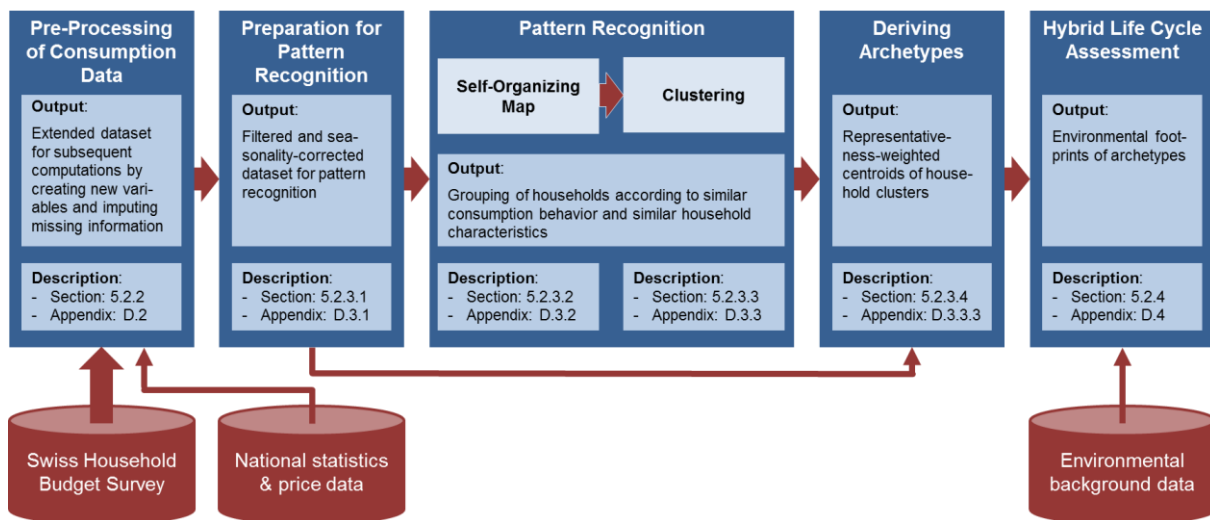 Pre-Processing
of Consumption
Data
Output:
Extended dataset
for subsequent
computations by
creating new vari-
ables and imputing
missing information
Description:
- Section: 5.2.2
- Appendix: D.2
Preparation for
Pattern
Recognition
Output:
Filtered and sea-
sonality-corrected
dataset for pattern
recognition
Description:
- Section: 5.2.3.1
- Appendix: D.3.1
Pattern Recognition
Self-Organizing
Map
Clustering
Output:
Grouping of households according to similar
consumption behavior and similar household
characteristics
Description:
- Section: 5.2.3.2
- Appendix: D.3.2
Description:
- Section: 5.2.3.3
- Appendix: D.3.3
Deriving
Archetypes
Output:
Representative-
ness-weighted
centroids of house-
hold clusters
Description:
- Section: 5.2.3.4
- Appendix: D.3.3.3
Hybrid Life Cycle
Assessment
Output:
Environmental foot-
prints of archetypes
Description:
- Section: 5.2.4
- Appendix: D.4
Swiss Household
Budget Survey
National statistics
& price data
Environmental
background data